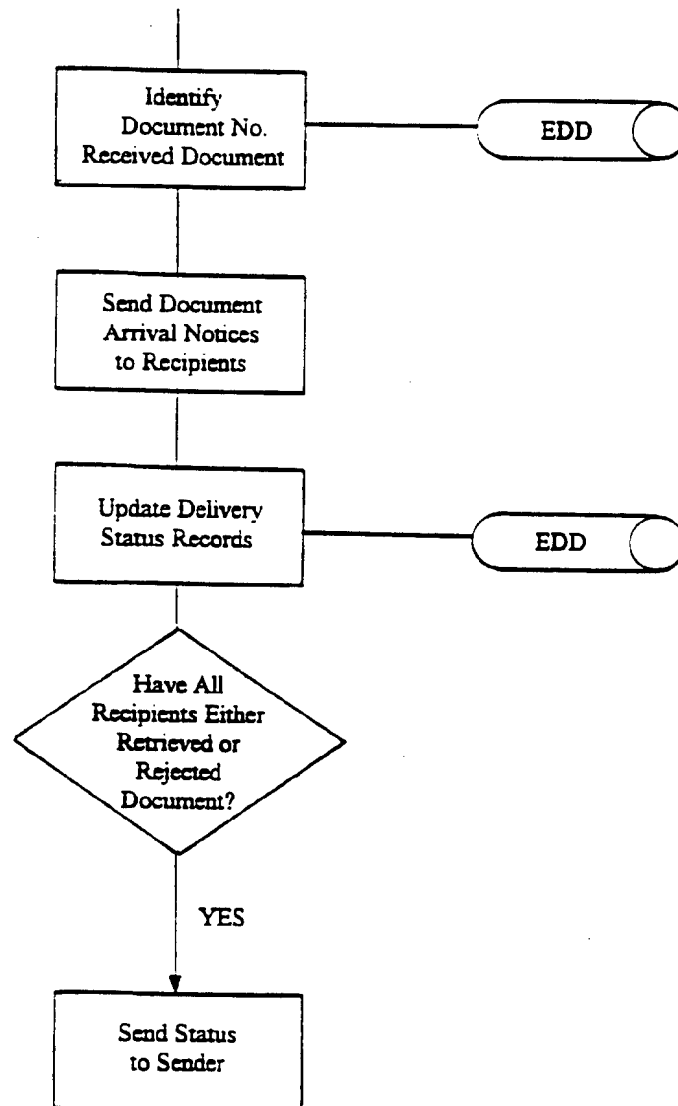 Identify
Document No.
Received Document
EDD
Send Document
Arrival Notices
to Recipients
Update Delivery
Status Records
EDD
Have All
Recipients Either
Retrieved or
Rejected
Document?
YES
Send Status
to Sender